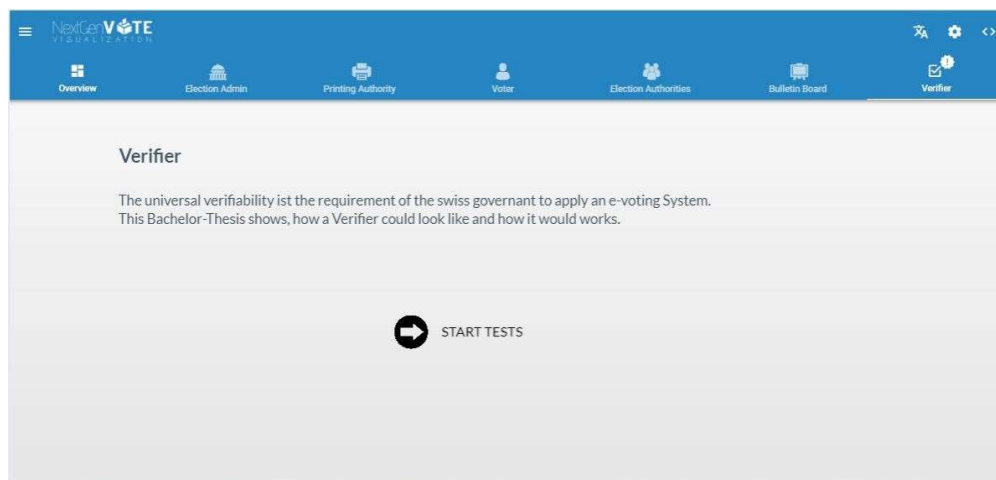 NextGenVOTE
VISUALIZATION
Overview
Election Admin
Printing Authority
Voter
Election Authorities
Bulletin Board
Verifier
Verifier
The universal verifiability ist the requirement of the swiss governant to apply an e-voting System.
This Bachelor-Thesis shows, how a Verifier could look like and how it would works.
START TESTS